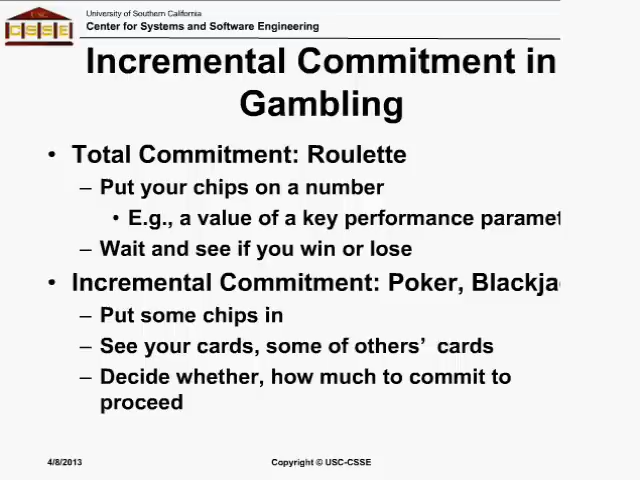 University of Southern California
Center for Systems and Software Engineering
USC
CSSE
Incremental Commitment in
Gambling
• Total Commitment: Roulette
– Put your chips on a number
• E.g., a value of a key performance paramet
– Wait and see if you win or lose
• Incremental Commitment: Poker, Blackja
– Put some chips in
– See your cards, some of others’ cards
– Decide whether, how much to commit to
proceed
4/8/2013
Copyright © USC-CSSE